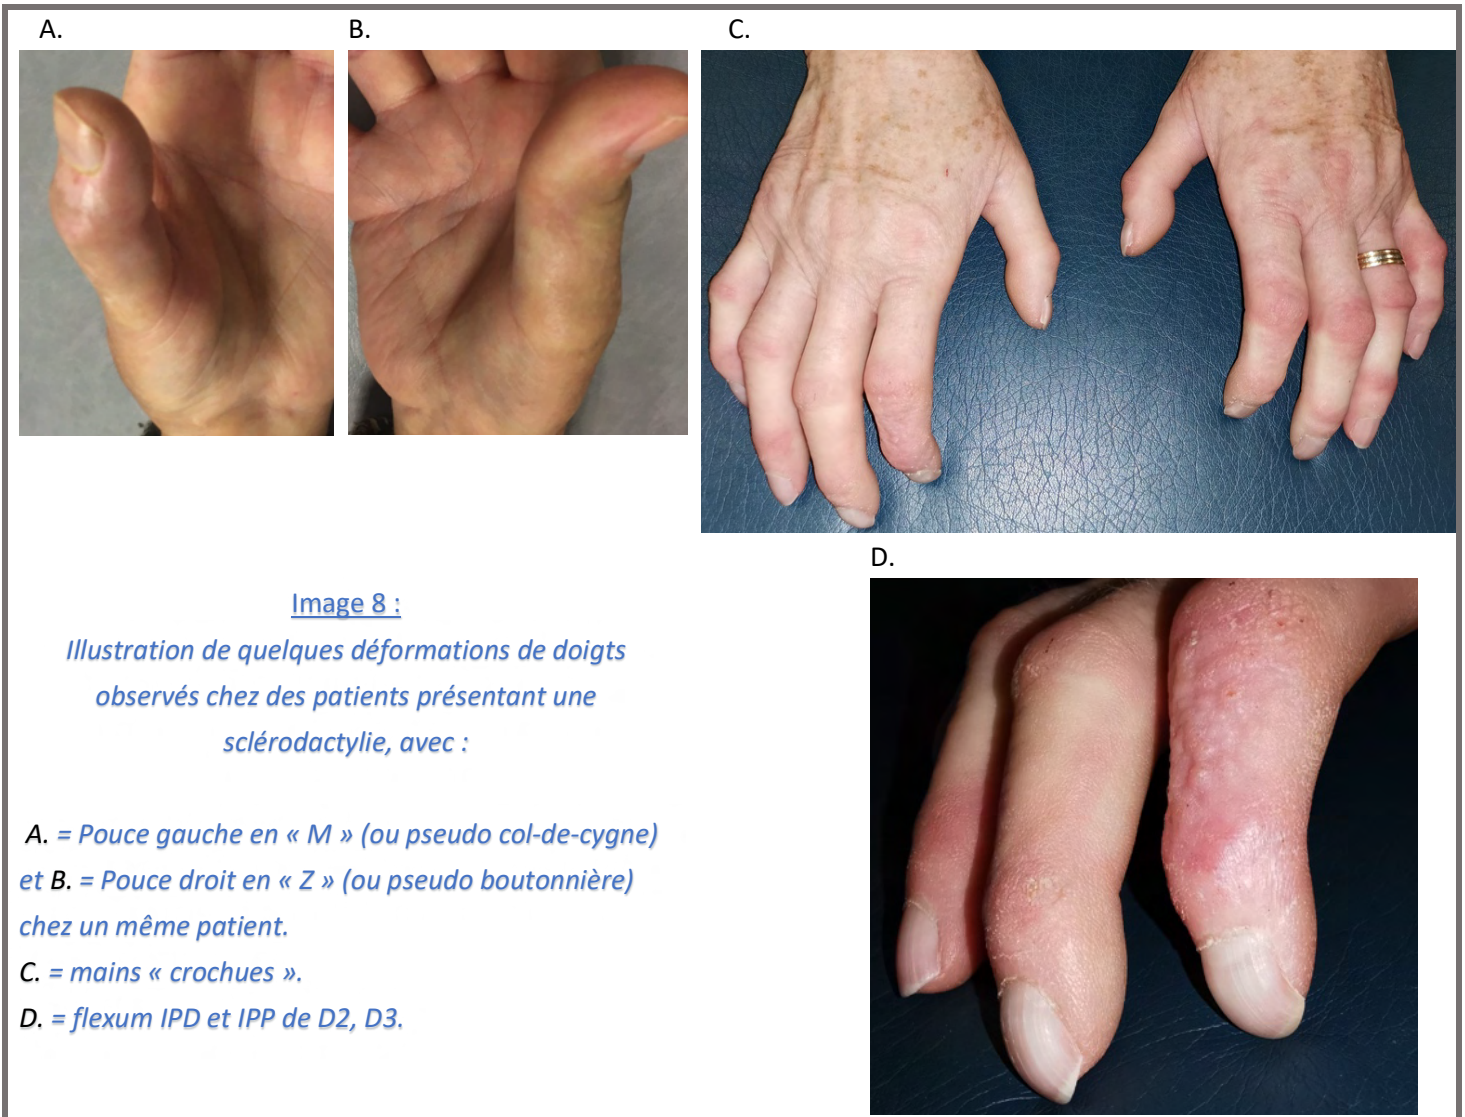 A.
B.
C.
D.
Image 8 :
Illustration de quelques déformations de doigts
observés chez des patients présentant une
sclérodactylie, avec :
A. = Pouce gauche en « M » (ou pseudo col-de-cygne)
et B. = Pouce droit en « Z » (ou pseudo boutonnière)
chez un même patient.
C. = mains « crochues ».
D. = flexum IPD et IPP de D2, D3.